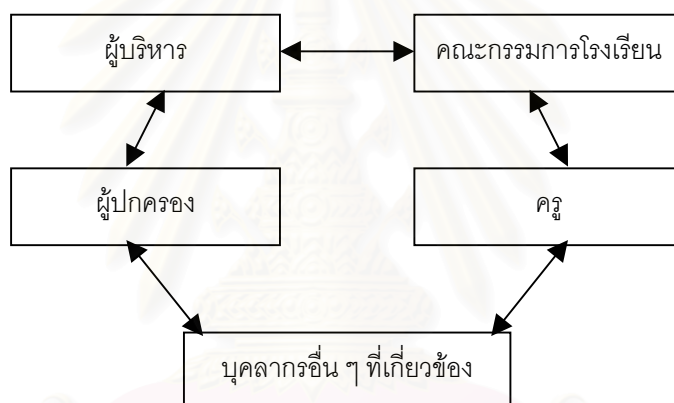 ผู้บริหาร
คณะกรรมการโรงเรียน
ผู้ปกครอง
ครู
บุคลากรอื่น ๆ ที่เกี่ยวข้อง